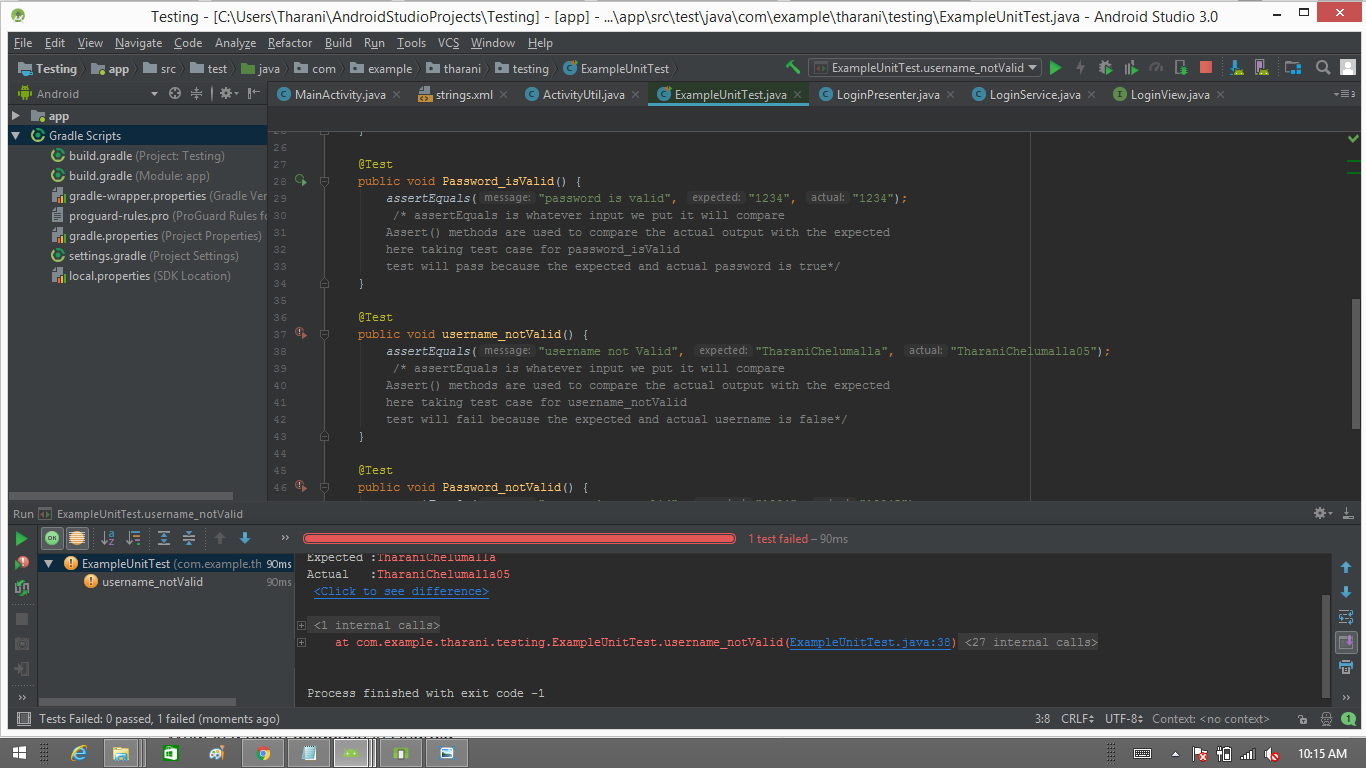 Testing - [C:\Users\Tharani\AndroidStudioProjects\Testing] - [app] - ...\app\src\test\java\com\example\tharani\testing\ExampleUnitTest.java - Android Studio 3.0
File Edit View Navigate Code Analyze Refactor Build Run Tools VCS Window Help
Testing app src test java com example tharani testing ExampleUnitTest
ExampleUnitTest.username_notValid
Android
MainActivity.java strings.xml ActivityUtil.java ExampleUnitTest.java LoginPresenter.java LoginService.java LoginView.java
app
Gradle Scripts
build.gradle (Project: Testing)
build.gradle (Module: app)
gradle-wrapper.properties (Gradle Ver
proguard-rules.pro (ProGuard Rules fo
gradle.properties (Project Properties)
settings.gradle (Project Settings)
local.properties (SDK Location)
26
27 @Test
28 public void Password_isValid() {
29 assertEquals( message: "password is valid", expected: "1234", actual: "1234");
30 /* assertEquals is whatever input we put it will compare
31 Assert() methods are used to compare the actual output with the expected
32 here taking test case for password_isValid
33 test will pass because the expected and actual password is true*/
34 }
35
36 @Test
37 public void username_notValid() {
38 assertEquals( message: "username not Valid", expected: "TharaniChelumalla", actual: "TharaniChelumalla05");
39 /* assertEquals is whatever input we put it will compare
40 Assert() methods are used to compare the actual output with the expected
41 here taking test case for username_notValid
42 test will fail because the expected and actual username is false*/
43 }
44
45 @Test
46 public void Password_notValid() {
Run ExampleUnitTest.username_notValid
1 test failed – 90ms
ExampleUnitTest (com.example.th 90ms
username_notValid 90ms
Expected :TharaniChelumalla
Actual :TharaniChelumalla05
<Click to see difference>
<1 internal calls>
at com.example.tharani.testing.ExampleUnitTest.username_notValid(ExampleUnitTest.java:38) <27 internal calls>
Process finished with exit code -1
Tests Failed: 0 passed, 1 failed (moments ago)
3:8 CRLF UTF-8 Context: <no context> 1
10:15 AM